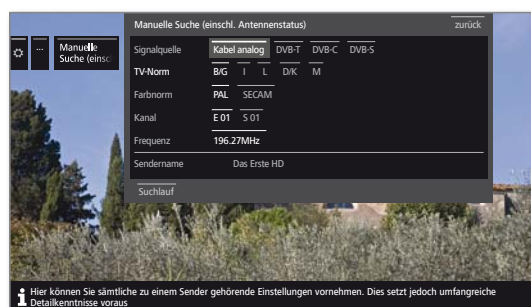 Manuelle Suche (einschl. Antennenstatus) zurück
...
Manuelle
Suche (einsc
Signalquelle Kabel analog DVB-T DVB-C DVB-S
TV-Norm B/G I L D/K M
Farbnorm PAL SECAM
Kanal E 01 S 01
Frequenz 196.27MHz
Sendername Das Erste HD
Suchlauf
Hier können Sie sämtliche zu einem Sender gehörende Einstellungen vornehmen. Dies setzt jedoch umfangreiche
Detailkenntnisse voraus